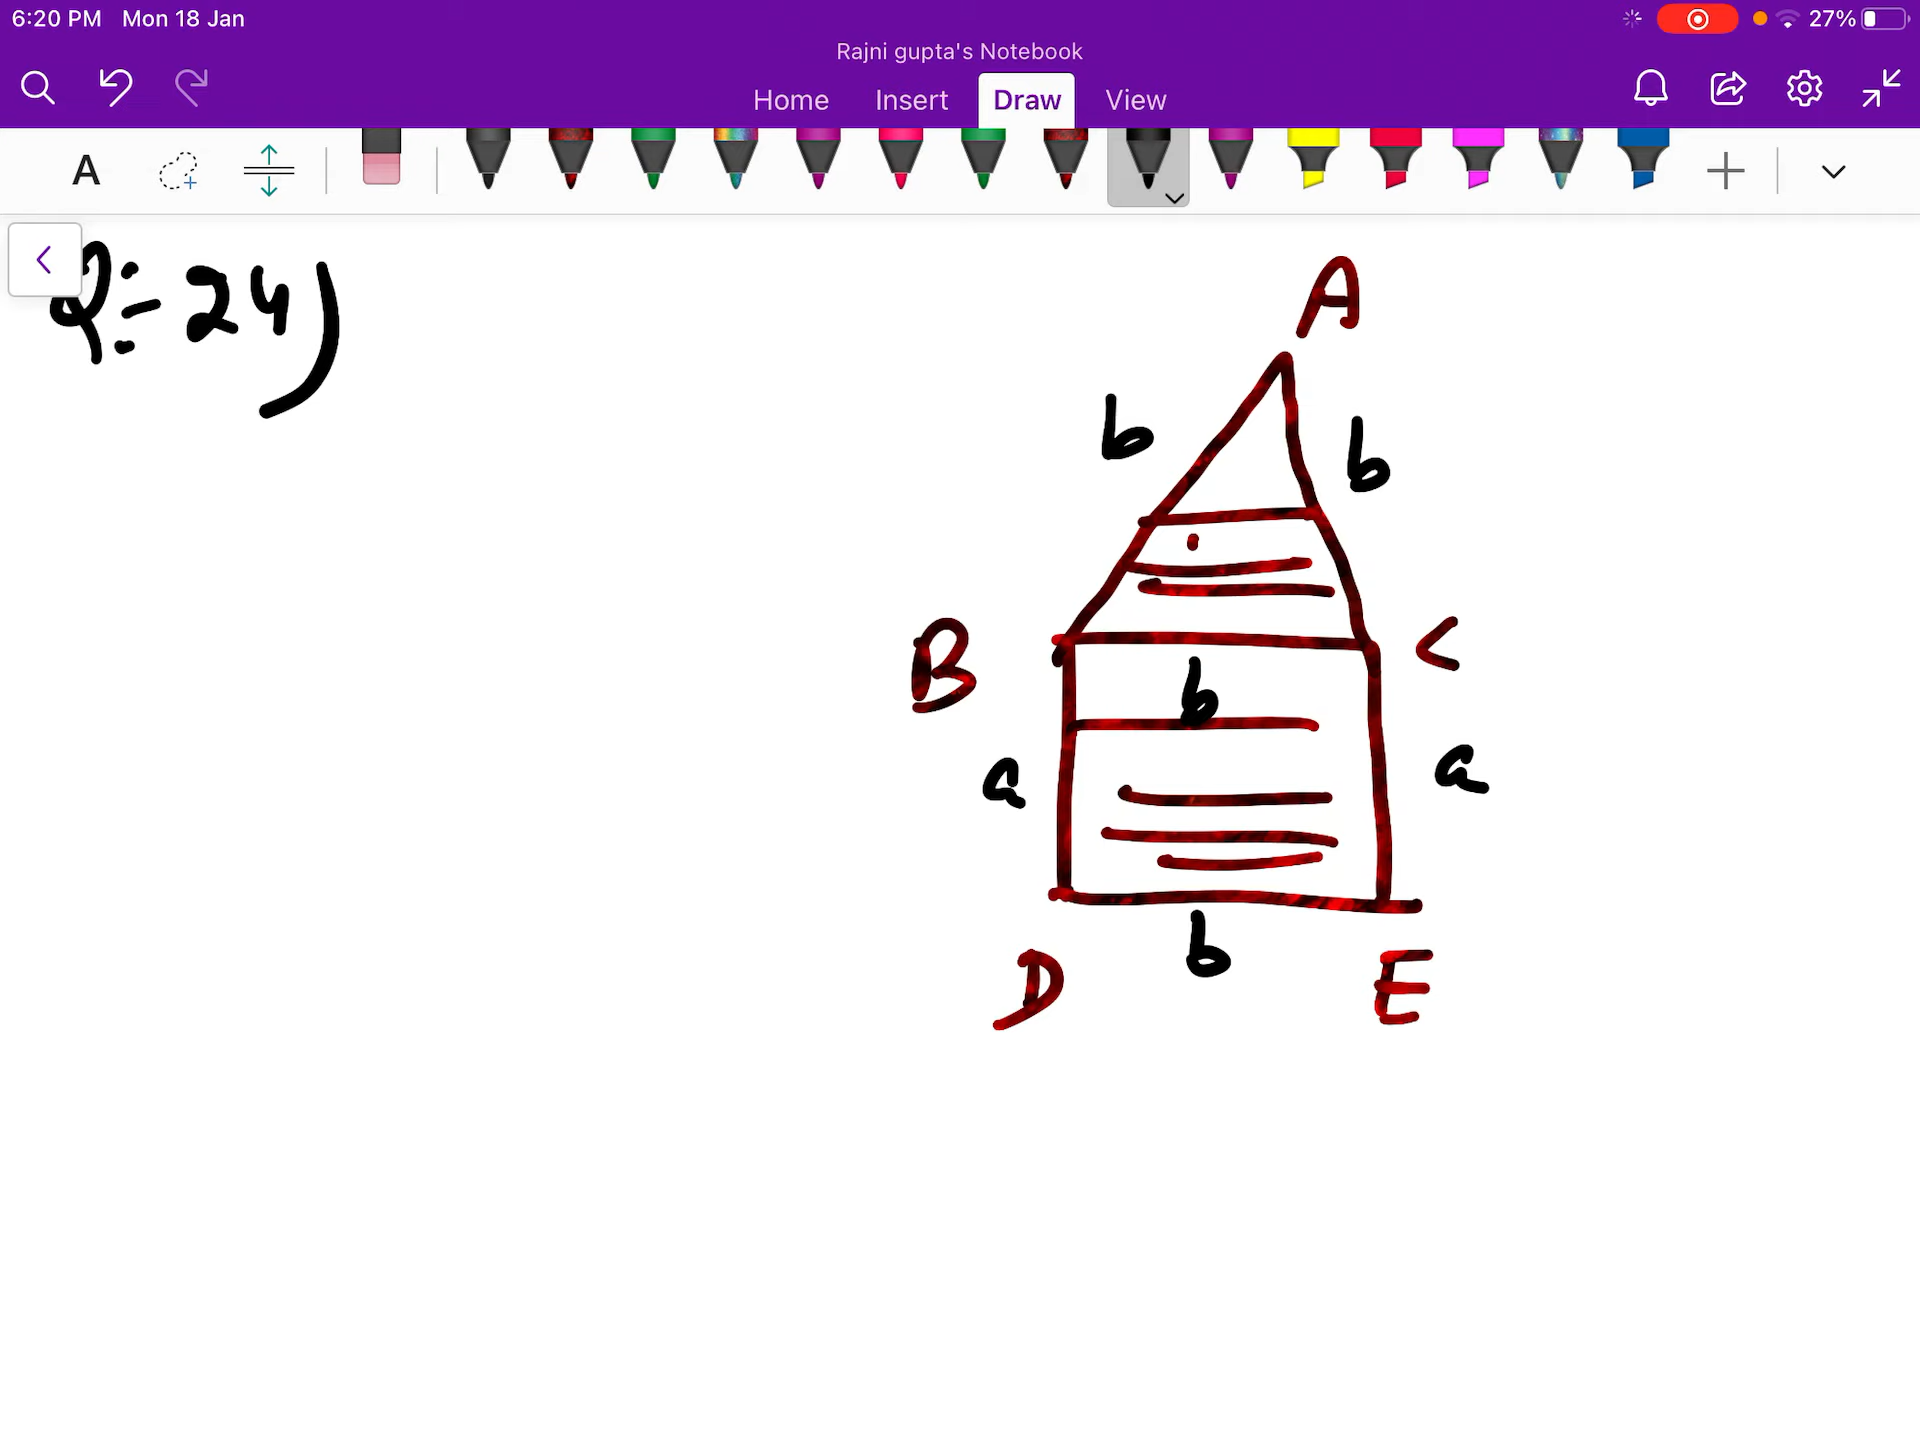 6:20 PM Mon 18 Jan
27%
Rajni gupta's Notebook
Home Insert Draw View
A
Q:- 24)
A
b b
B C
b
a a
b
D E